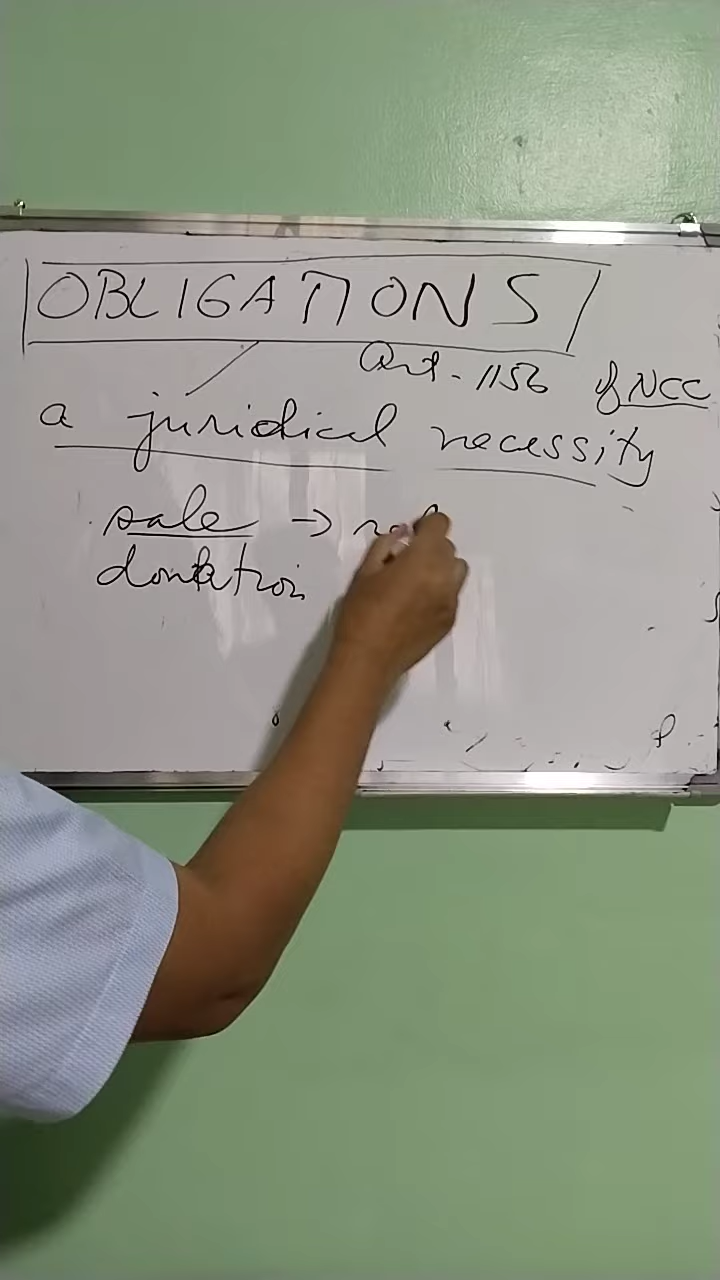 OBLIGATIONS
Art. 1156 of NCC
a juridical necessity
sale →
donation